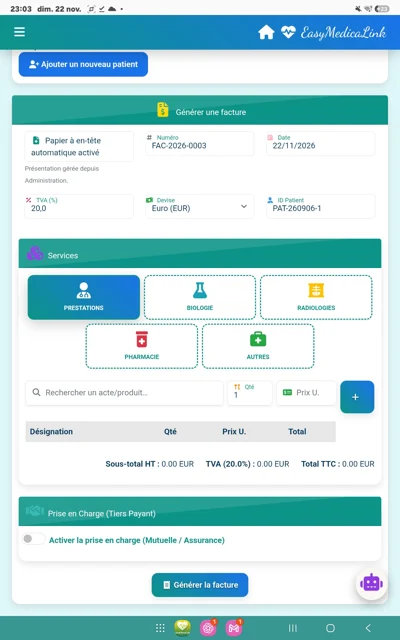 23:03 dim. 22 nov.
EasyMedicaLink
Ajouter un nouveau patient
Générer une facture
Papier à en-tête
automatique activé
Présentation gérée depuis
Administration.
Numéro
FAC-2026-0003
Date
22/11/2026
TVA (%)
20,0
Devise
Euro (EUR)
ID Patient
PAT-260906-1
Services
PRESTATIONS
BIOLOGIE
RADIOLOGIES
PHARMACIE
AUTRES
Rechercher un acte/produit...
Qté
1
Prix U.
+
Désignation Qté Prix U. Total
Sous-total HT : 0.00 EUR TVA (20.0%) : 0.00 EUR Total TTC : 0.00 EUR
Prise en Charge (Tiers Payant)
Activer la prise en charge (Mutuelle / Assurance)
Générer la facture